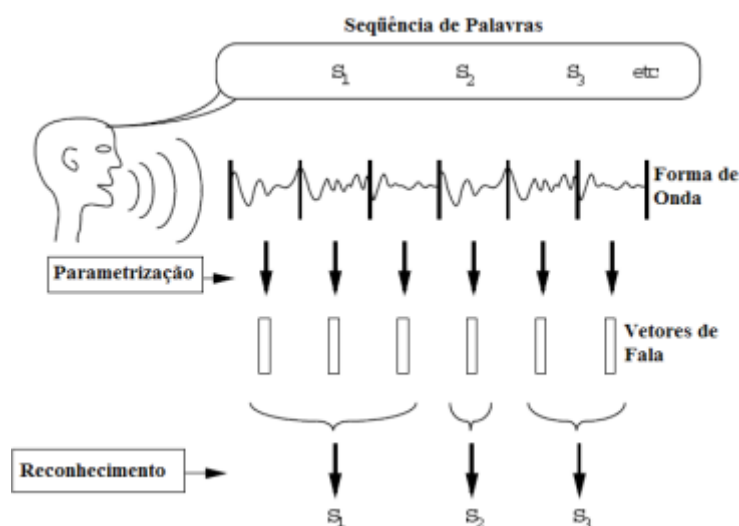 Seqüência de Palavras
S1 S2 S3 etc
Forma de
Onda
Parametrização
Vetores de
Fala
Reconhecimento
S1 S2 S3